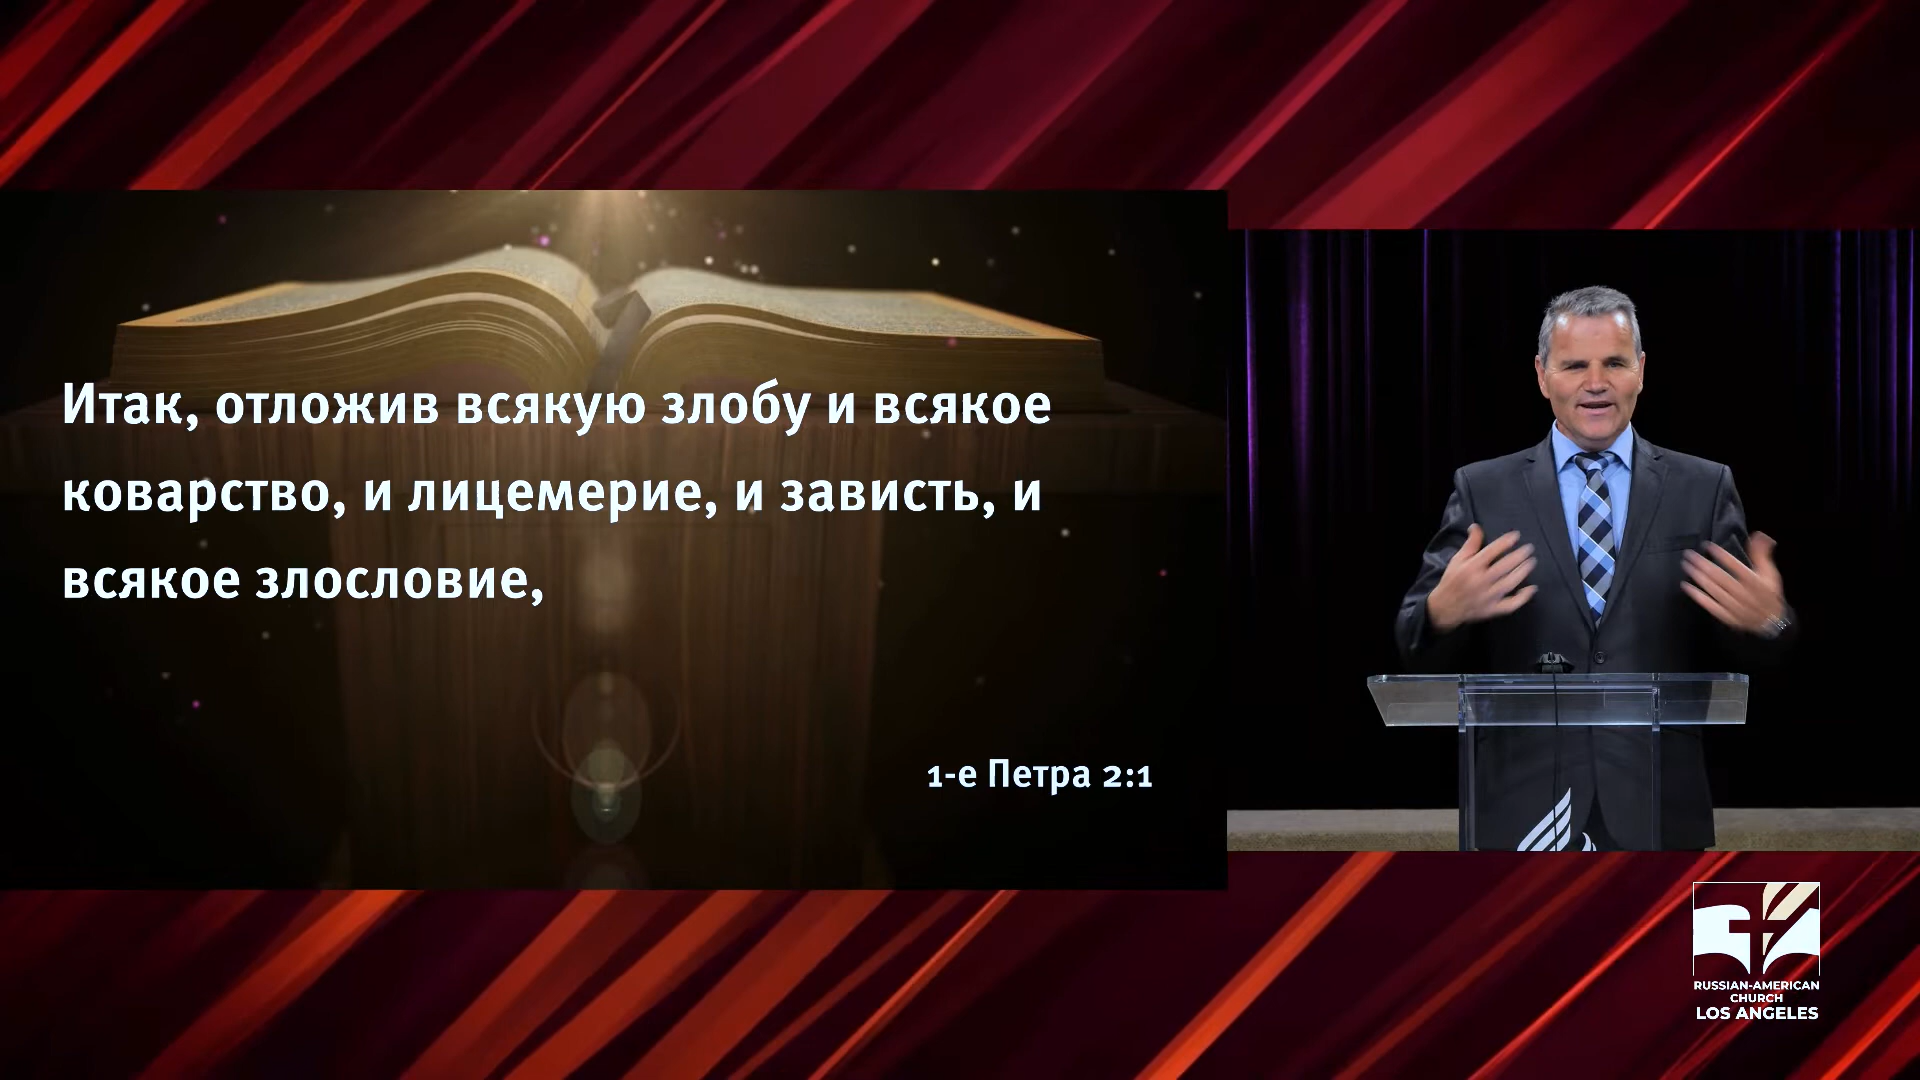 Итак, отложив всякую злобу и всякое
коварство, и лицемерие, и зависть, и
всякое злословие,
1-е Петра 2:1
RUSSIAN-AMERICAN
CHURCH
LOS ANGELES